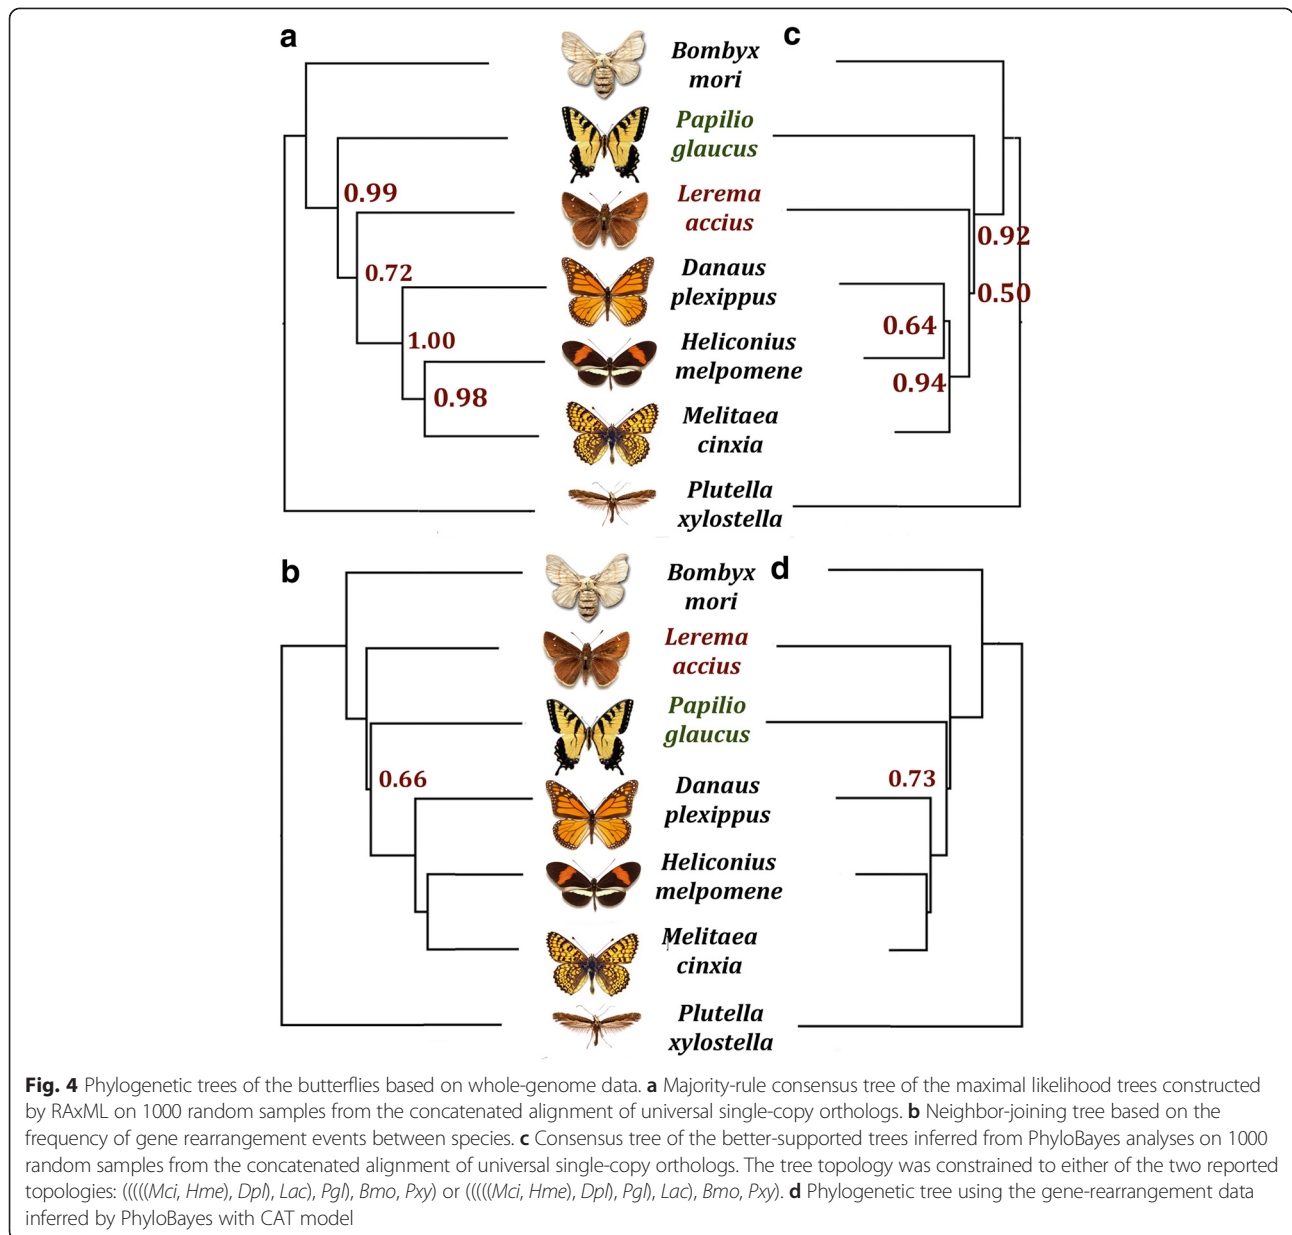 a
c
Bombyx
mori
Papilio
glaucus
0.99
Lerema
accius
0.92
0.72
Danaus
plexippus
0.50
1.00
Heliconius
melpomene
0.64
0.98
0.94
Melitaea
cinxia
Plutella
xylostella
b
d
Bombyx
mori
Lerema
accius
Papilio
glaucus
0.66
Danaus
plexippus
0.73
Heliconius
melpomene
Melitaea
cinxia
Plutella
xylostella
Fig. 4 Phylogenetic trees of the butterflies based on whole-genome data. a Majority-rule consensus tree of the maximal likelihood trees constructed
by RAxML on 1000 random samples from the concatenated alignment of universal single-copy orthologs. b Neighbor-joining tree based on the
frequency of gene rearrangement events between species. c Consensus tree of the better-supported trees inferred from PhyloBayes analyses on 1000
random samples from the concatenated alignment of universal single-copy orthologs. The tree topology was constrained to either of the two reported
topologies: (((((Mci, Hme), Dpl), Lac), Pgl), Bmo, Pxy) or (((((Mci, Hme), Dpl), Pgl), Lac), Bmo, Pxy). d Phylogenetic tree using the gene-rearrangement data
inferred by PhyloBayes with CAT model